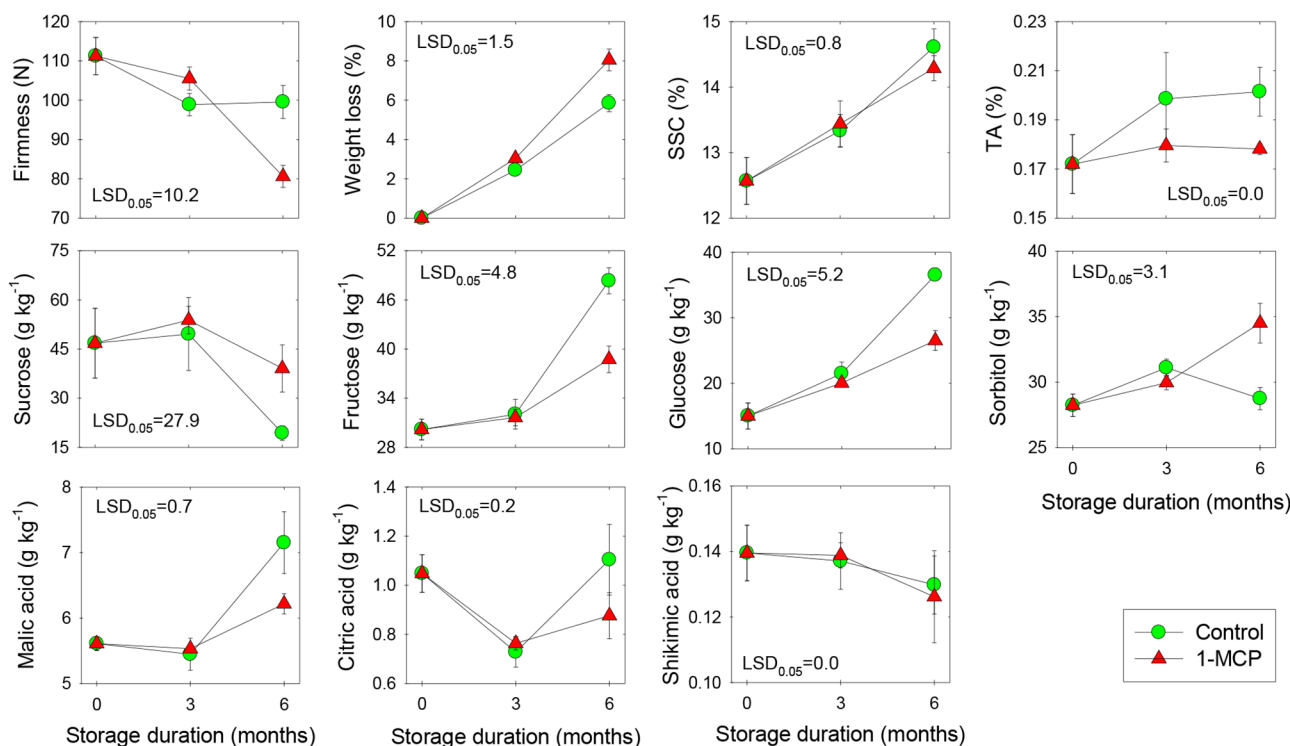 Firmness (N)
120
110
100
90
80
70
LSD0.05=10.2
Weight loss (%)
10
8
6
4
2
0
LSD0.05=1.5
SSC (%)
15
14
13
12
LSD0.05=0.8
TA (%)
0.23
0.21
0.19
0.17
0.15
LSD0.05=0.0
Sucrose (g kg-1)
75
60
45
30
15
LSD0.05=27.9
Fructose (g kg-1)
52
48
44
40
36
32
28
LSD0.05=4.8
Glucose (g kg-1)
40
30
20
10
LSD0.05=5.2
Sorbitol (g kg-1)
40
35
30
25
LSD0.05=3.1
0 3 6
Storage duration (months)
Malic acid (g kg-1)
8
7
6
5
LSD0.05=0.7
0 3 6
Storage duration (months)
Citric acid (g kg-1)
1.4
1.2
1.0
0.8
0.6
LSD0.05=0.2
0 3 6
Storage duration (months)
Shikimic acid (g kg-1)
0.16
0.14
0.12
0.10
LSD0.05=0.0
0 3 6
Storage duration (months)
Control
1-MCP